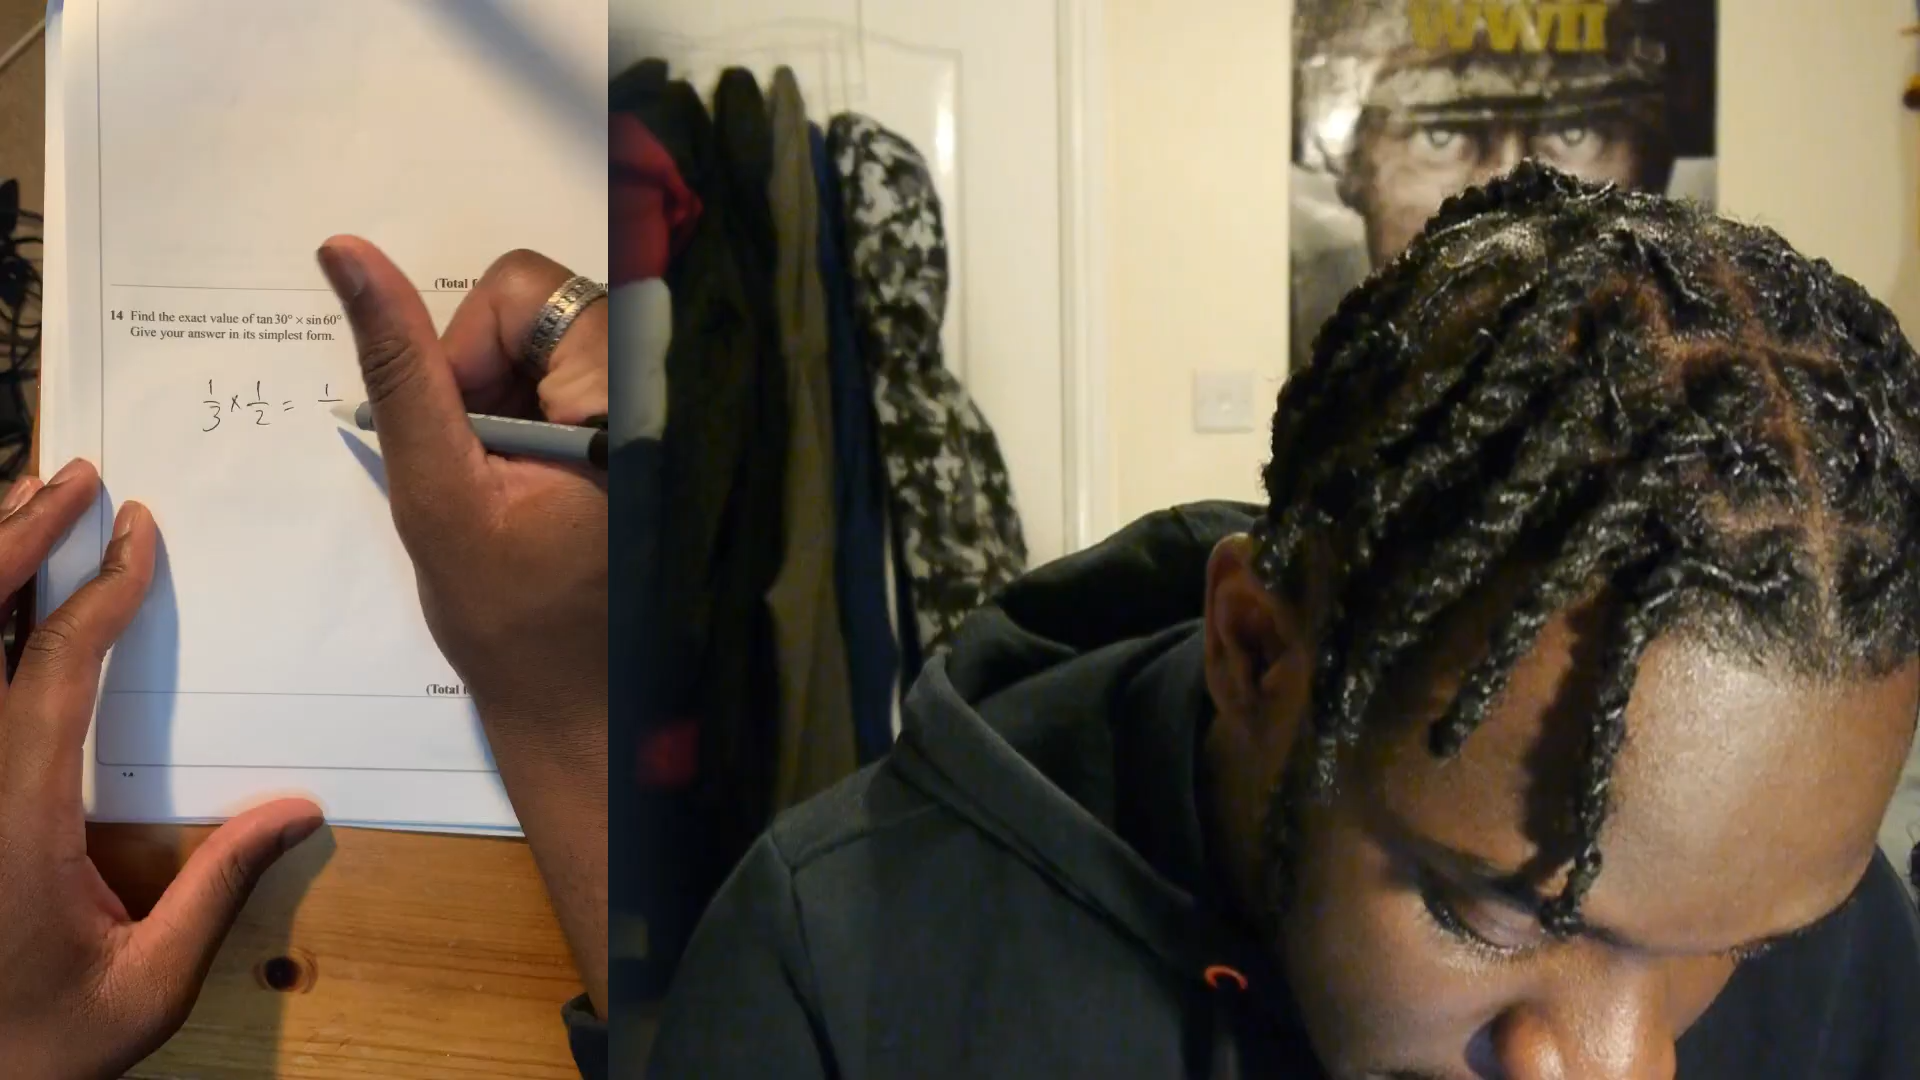 WWII
(Total f
14 Find the exact value of tan 30° × sin 60°
Give your answer in its simplest form.
1/3 × 1/2 = 1/
(Total f